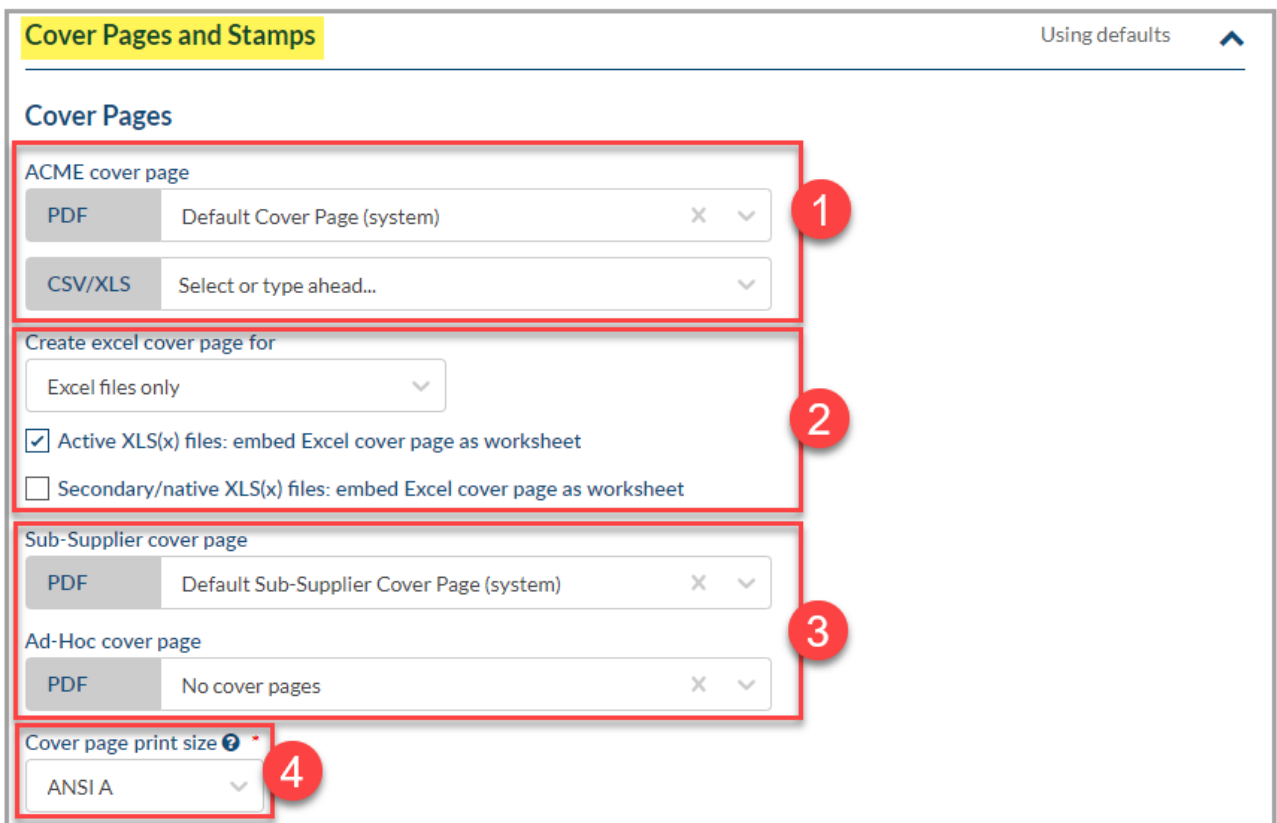 Cover Pages and Stamps Using defaults
Cover Pages
ACME cover page
PDF Default Cover Page (system)
1
CSV/XLS Select or type ahead...
Create excel cover page for
Excel files only
2
Active XLS(x) files: embed Excel cover page as worksheet
Secondary/native XLS(x) files: embed Excel cover page as worksheet
Sub-Supplier cover page
PDF Default Sub-Supplier Cover Page (system)
3
Ad-Hoc cover page
PDF No cover pages
Cover page print size ? *
ANSI A
4